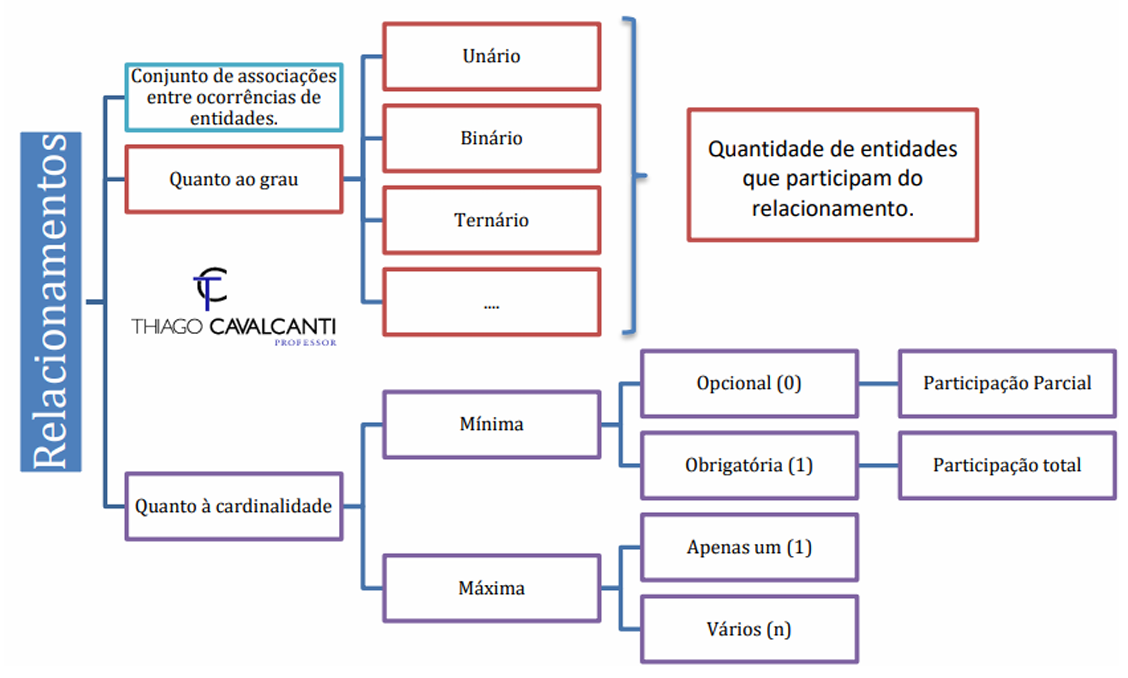 Relacionamentos
Conjunto de associações
entre ocorrências de
entidades.
Quanto ao grau
Unário
Binário
Ternário
....
Quantidade de entidades
que participam do
relacionamento.
TC
THIAGO CAVALCANTI
PROFESSOR
Quanto à cardinalidade
Mínima
Opcional (0)
Participação Parcial
Obrigatória (1)
Participação total
Máxima
Apenas um (1)
Vários (n)